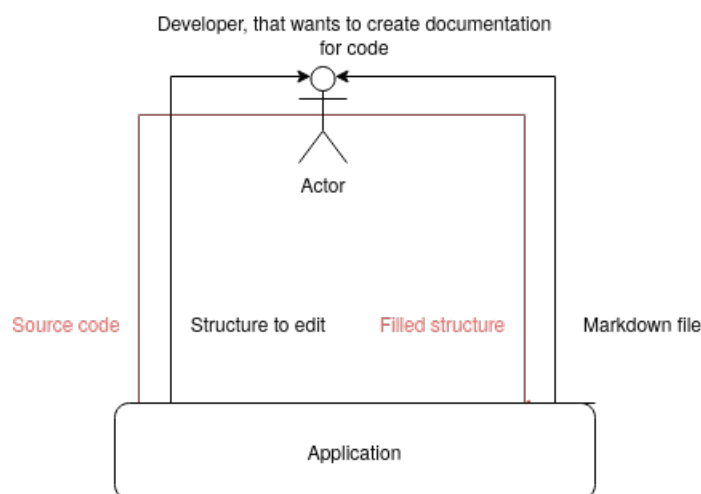 Developer, that wants to create documentation
for code
Actor
Source code
Structure to edit
Filled structure
Markdown file
Application